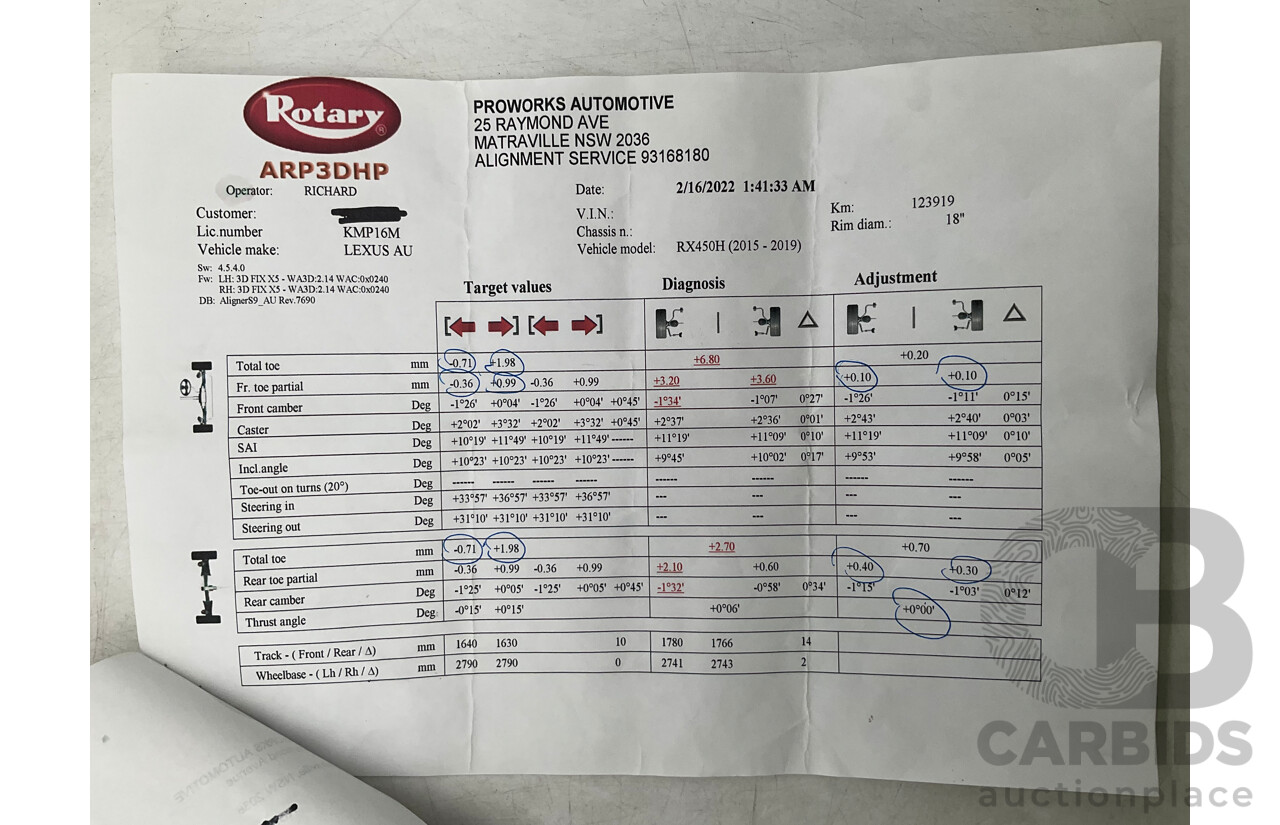 Rotary®
ARP3DHP
PROWORKS AUTOMOTIVE
25 RAYMOND AVE
MATRAVILLE NSW 2036
ALIGNMENT SERVICE 93168180
Operator: RICHARD
Date: 2/16/2022 1:41:33 AM
Customer:
V.I.N.:
Km: 123919
Lic.number KMP16M
Chassis n.:
Rim diam.: 18"
Vehicle make: LEXUS AU
Vehicle model: RX450H (2015 - 2019)
Sw: 4.5.4.0
Fw: LH: 3D FIX X5 - WA3D:2.14 WAC:0x0240
RH: 3D FIX X5 - WA3D:2.14 WAC:0x0240
DB: AlignerS9_AU Rev.7690
Target values Diagnosis Adjustment
Total toe mm -0.71 +1.98 +6.80 +0.20
Fr. toe partial mm -0.36 +0.99 -0.36 +0.99 +3.20 +3.60 +0.10 +0.10
Front camber Deg -1°26' +0°04' -1°26' +0°04' +0°45' -1°34' -1°07' 0°27' -1°26' -1°11' 0°15'
Caster Deg +2°02' +3°32' +2°02' +3°32' +0°45' +2°37' +2°36' 0°01' +2°43' +2°40' 0°03'
SAI Deg +10°19' +11°49' +10°19' +11°49' ------ +11°19' +11°09' 0°10' +11°19' +11°09' 0°10'
Incl.angle Deg +10°23' +10°23' +10°23' +10°23' ------ +9°45' +10°02' 0°17' +9°53' +9°58' 0°05'
Toe-out on turns (20°) Deg ------ ------ ------ ------ ------ ------ ------ ------
Steering in Deg +33°57' +36°57' +33°57' +36°57' --- --- --- ---
Steering out Deg +31°10' +31°10' +31°10' +31°10' --- --- --- ---
Total toe mm -0.71 +1.98 +2.70 +0.70
Rear toe partial mm -0.36 +0.99 -0.36 +0.99 +2.10 +0.60 +0.40 +0.30
Rear camber Deg -1°25' +0°05' -1°25' +0°05' +0°45' -1°32' -0°58' 0°34' -1°15' -1°03' 0°12'
Thrust angle Deg -0°15' +0°15' +0°06' +0°00'
Track - ( Front / Rear / Δ) mm 1640 1630 10 1780 1766 14
Wheelbase - ( Lh / Rh / Δ) mm 2790 2790 0 2741 2743 2
CARBIDS
auctionplace